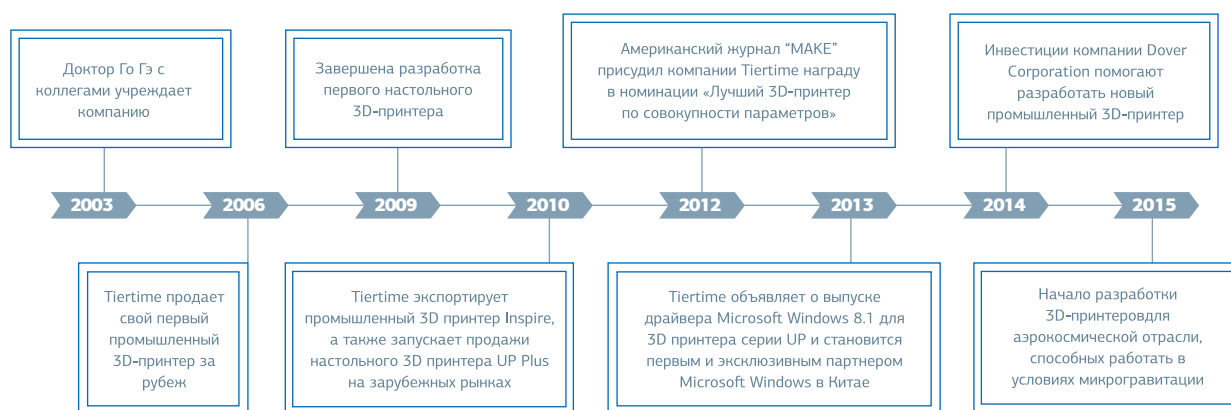 Доктор Го Гэ с
коллегами учреждает
компанию
Завершена разработка
первого настольного
3D-принтера
Американский журнал “MAKE”
присудил компании Tiertime награду
в номинации «Лучший 3D-принтер
по совокупности параметров»
Инвестиции компании Dover
Corporation помогают
разработать новый
промышленный 3D-принтер
2003
2006
2009
2010
2012
2013
2014
2015
Tiertime продает
свой первый
промышленный
3D-принтер за
рубеж
Tiertime экспортирует
промышленный 3D принтер Inspire,
а также запускает продажи
настольного 3D принтера UP Plus
на зарубежных рынках
Tiertime объявляет о выпуске
драйвера Microsoft Windows 8.1 для
3D принтера серии UP и становится
первым и эксклюзивным партнером
Microsoft Windows в Китае
Начало разработки
3D-принтеровдля
аэрокосмической отрасли,
способных работать в
условиях микрогравитации